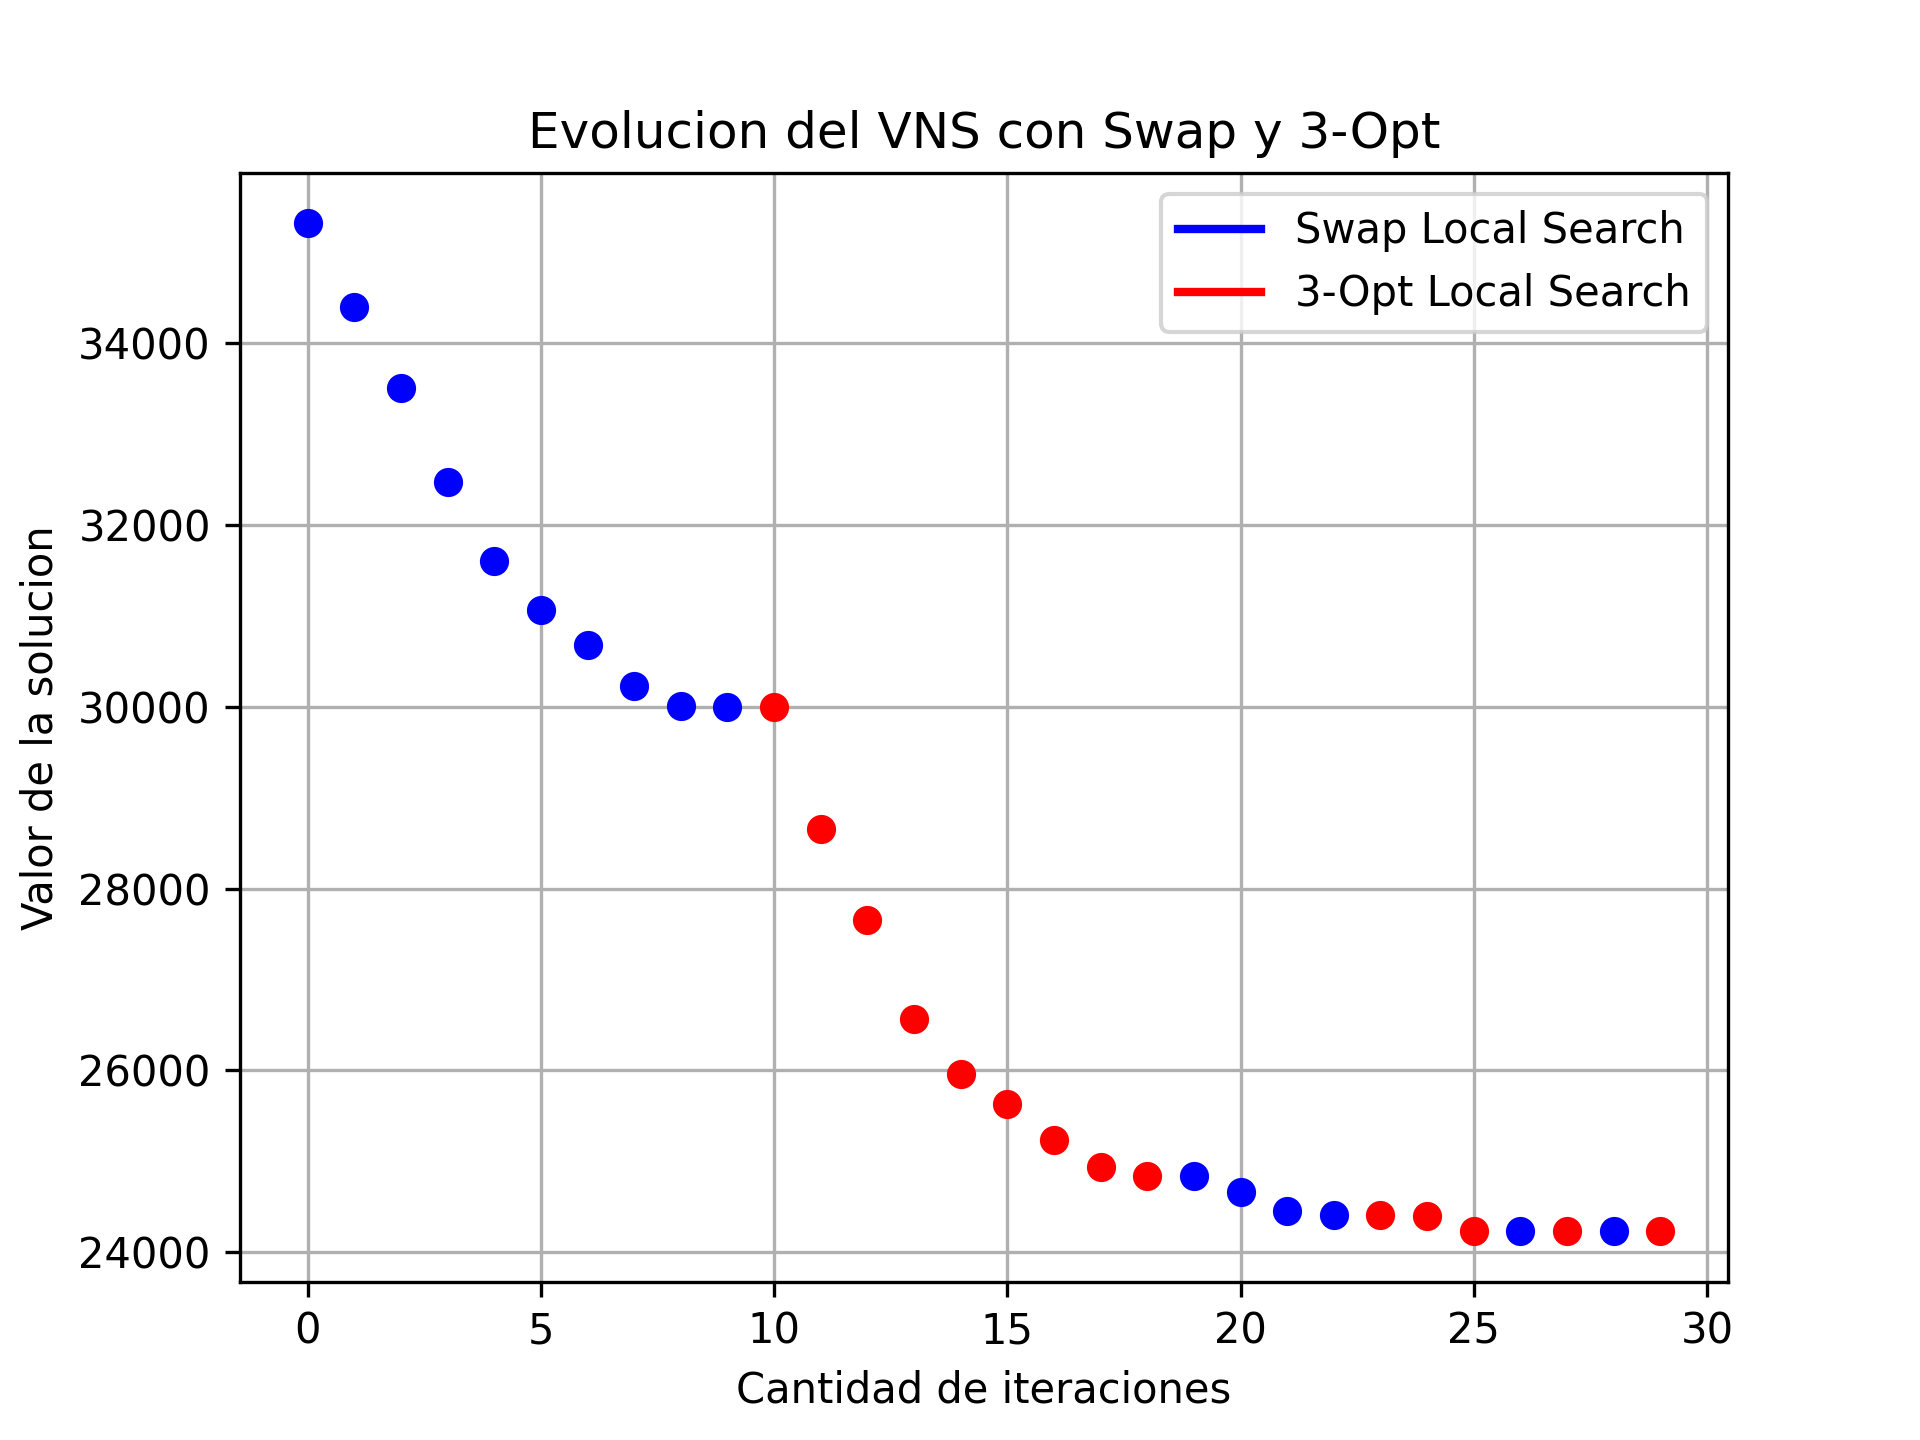 Evolucion del VNS con Swap y 3-Opt
Swap Local Search
3-Opt Local Search
34000
32000
30000
28000
26000
24000
Valor de la solucion
0 5 10 15 20 25 30
Cantidad de iteraciones